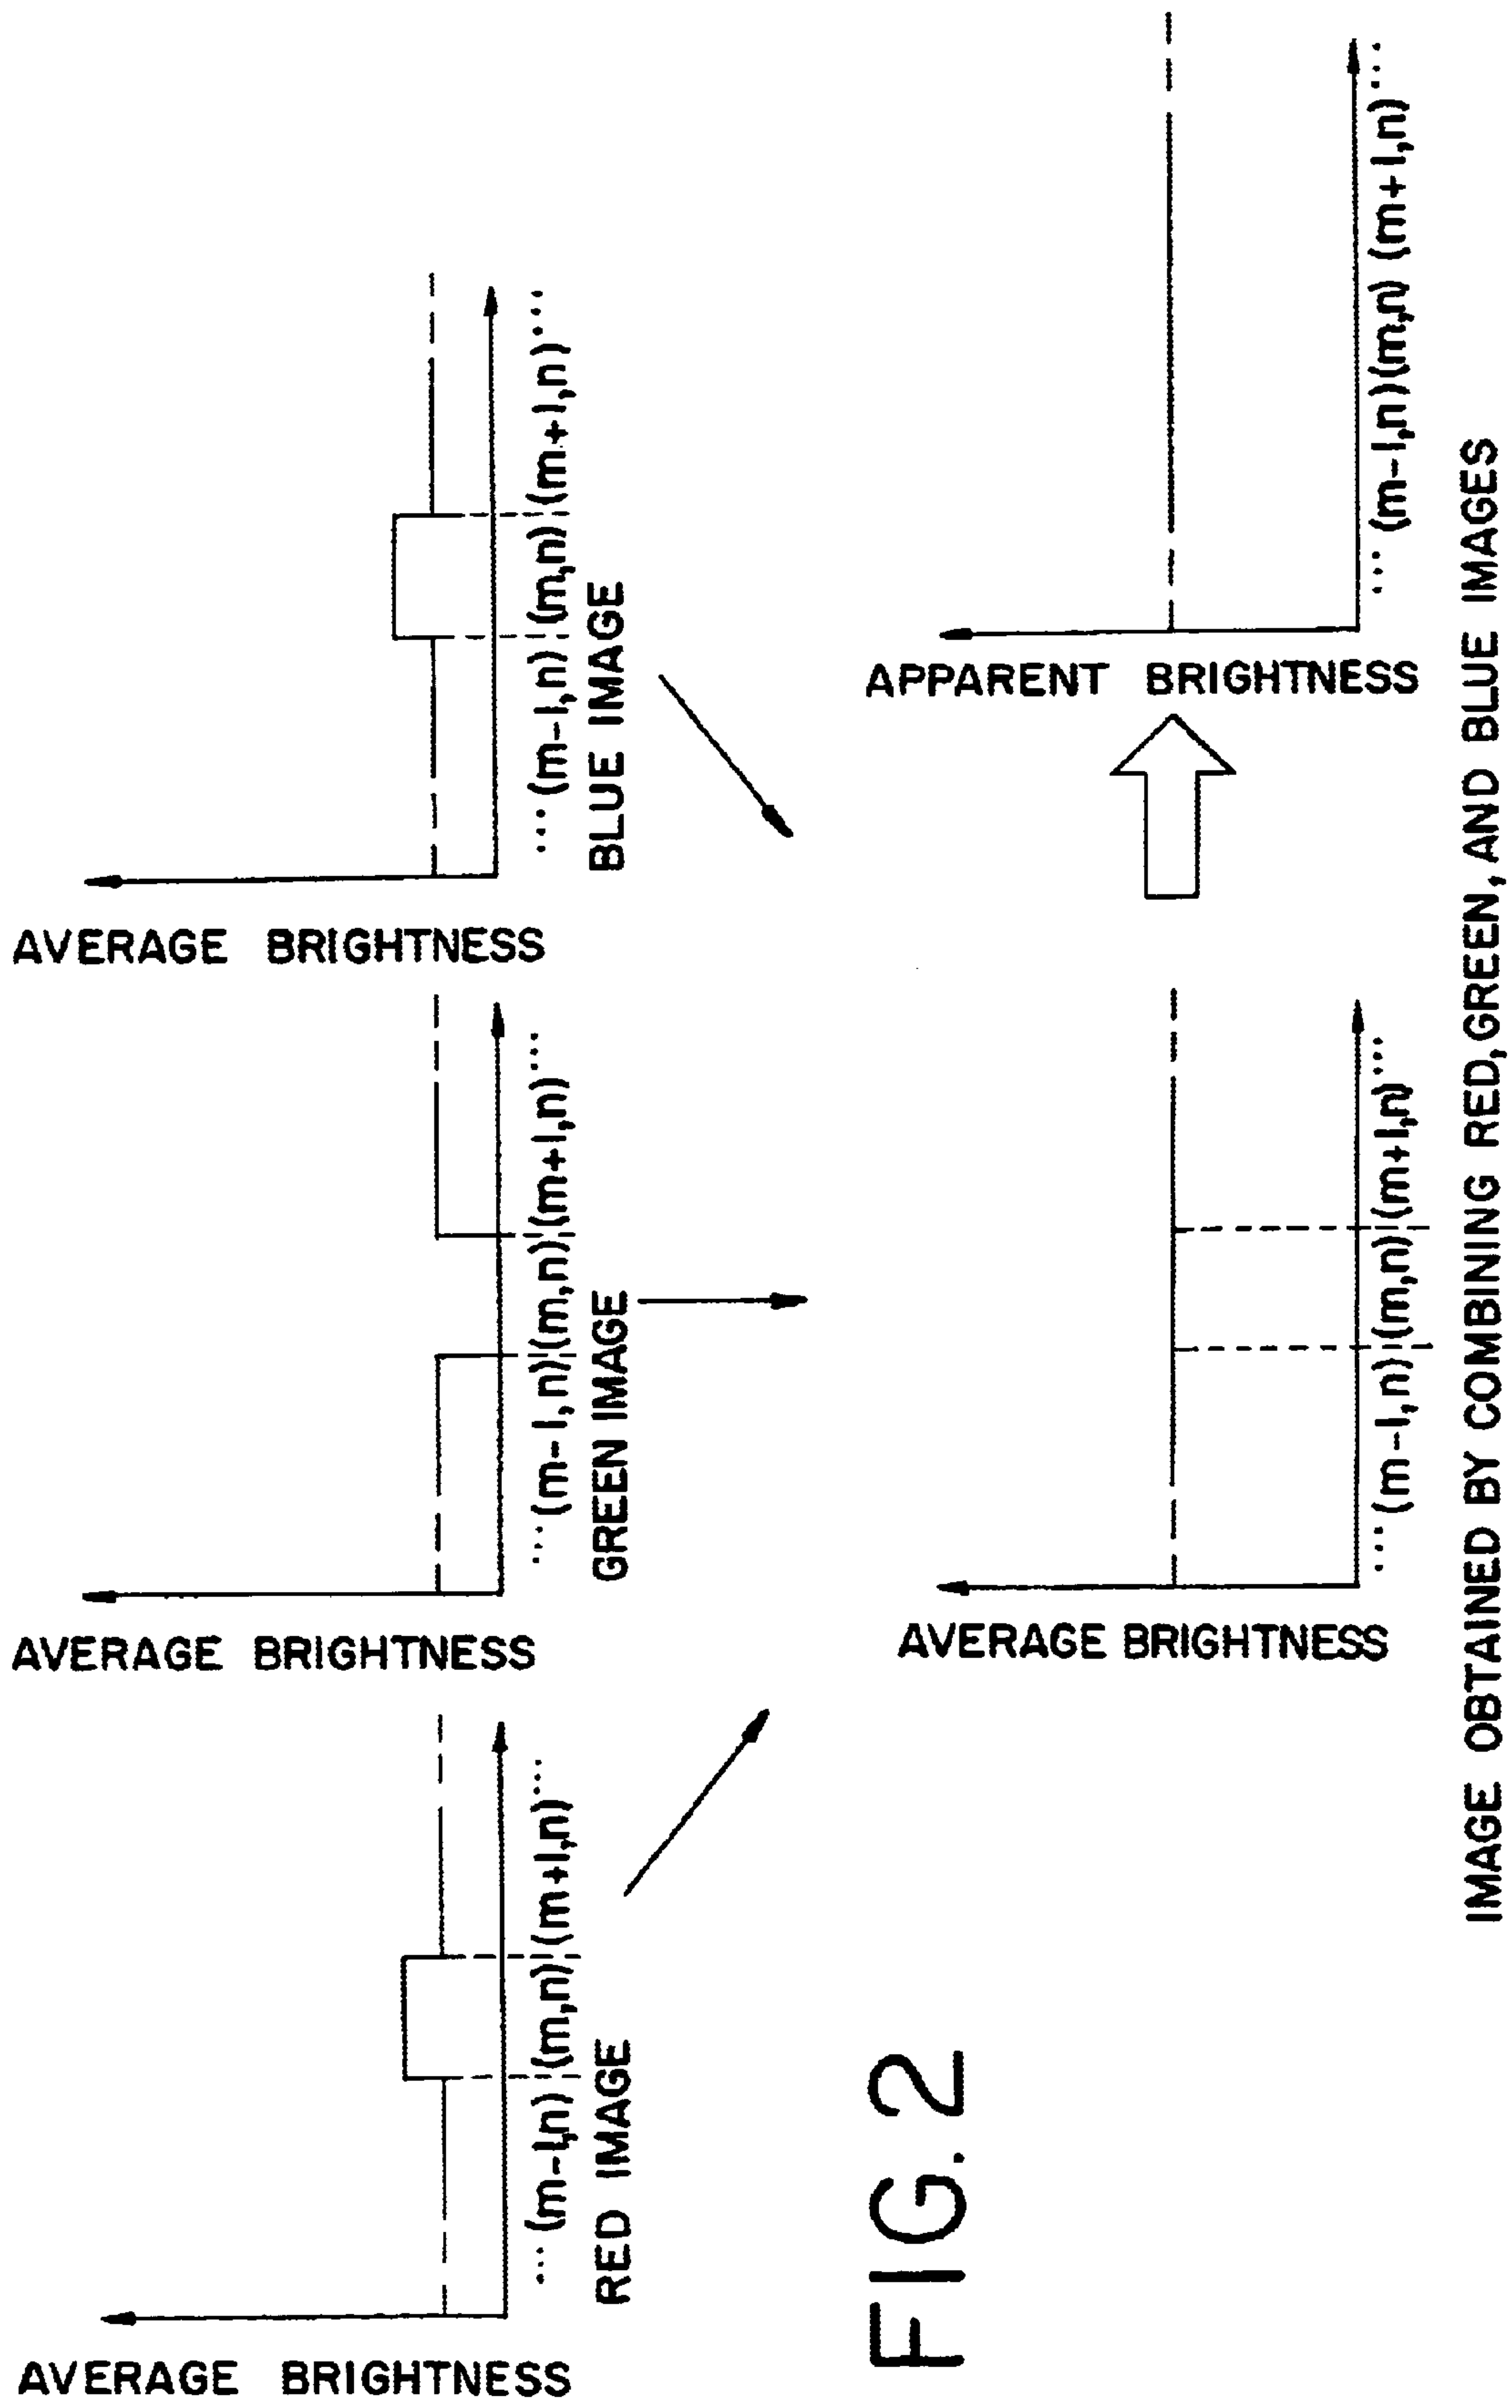 AVERAGE BRIGHTNESS
··· (m-1,n) (m,n) (m+1,n) ···
RED IMAGE
AVERAGE BRIGHTNESS
··· (m-1,n) (m,n) (m+1,n) ···
GREEN IMAGE
AVERAGE BRIGHTNESS
··· (m-1,n) (m,n) (m+1,n) ···
BLUE IMAGE
AVERAGE BRIGHTNESS
··· (m-1,n) (m,n) (m+1,n) ···
APPARENT BRIGHTNESS
··· (m-1,n) (m,n) (m+1,n) ···
IMAGE OBTAINED BY COMBINING RED, GREEN, AND BLUE IMAGES
FIG. 2